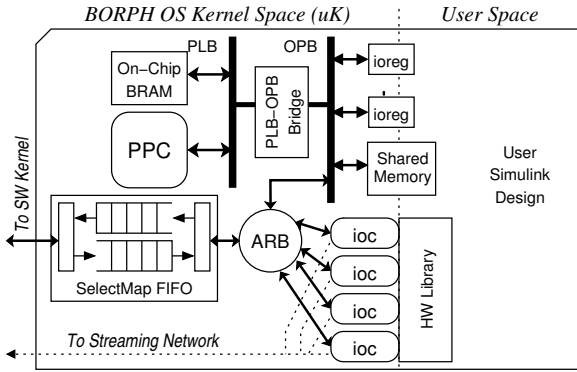 BORPH OS Kernel Space (uK)
User Space
PLB
OPB
On-Chip
BRAM
PLB-OPB
Bridge
ioreg
ioreg
PPC
Shared
Memory
User
Simulink
Design
To SW Kernel
ARB
ioc
ioc
ioc
ioc
HW Library
SelectMap FIFO
To Streaming Network